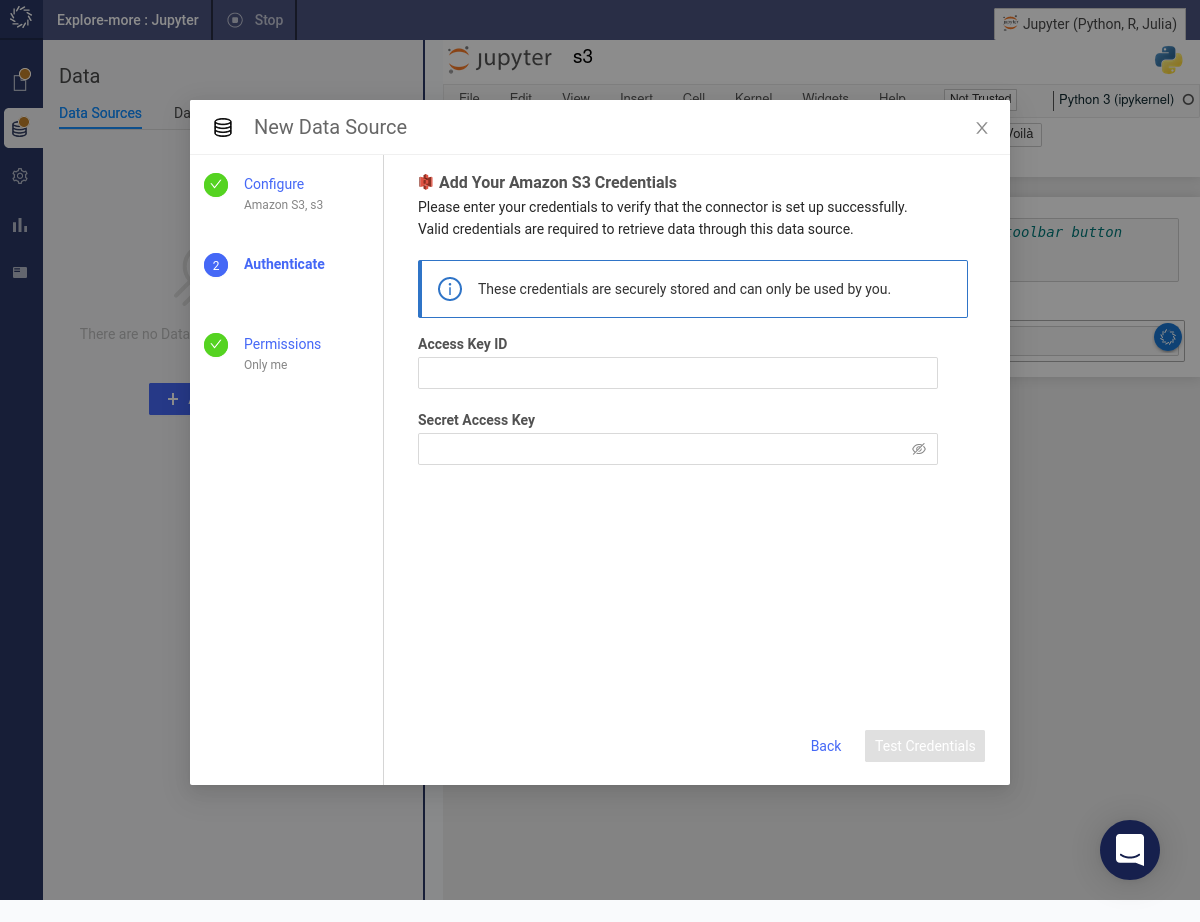 Explore-more : Jupyter
Stop
Jupyter (Python, R, Julia)
Data
Data Sources
Da
jupyter
s3
File
Edit
View
Insert
Cell
Kernel
Widgets
Help
Not Trusted
Python 3 (ipykernel)
Voilà
toolbar button
There are no Data
+
New Data Source
Configure
Amazon S3, s3
2
Authenticate
Permissions
Only me
Add Your Amazon S3 Credentials
Please enter your credentials to verify that the connector is set up successfully.
Valid credentials are required to retrieve data through this data source.
These credentials are securely stored and can only be used by you.
Access Key ID
Secret Access Key
Back
Test Credentials